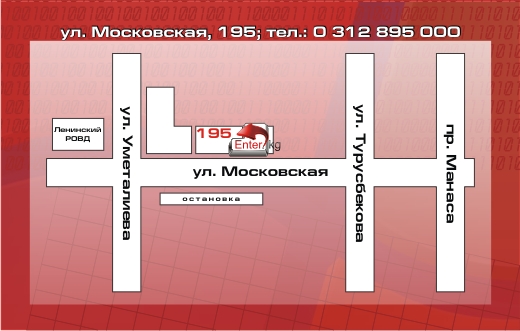 ул. Московская, 195; тел.: 0 312 895 000
Ленинский
РОВД
ул. Уметалиева
195
Enter.kg
ул. Московская
остановка
ул. Турусбекова
пр. Манаса